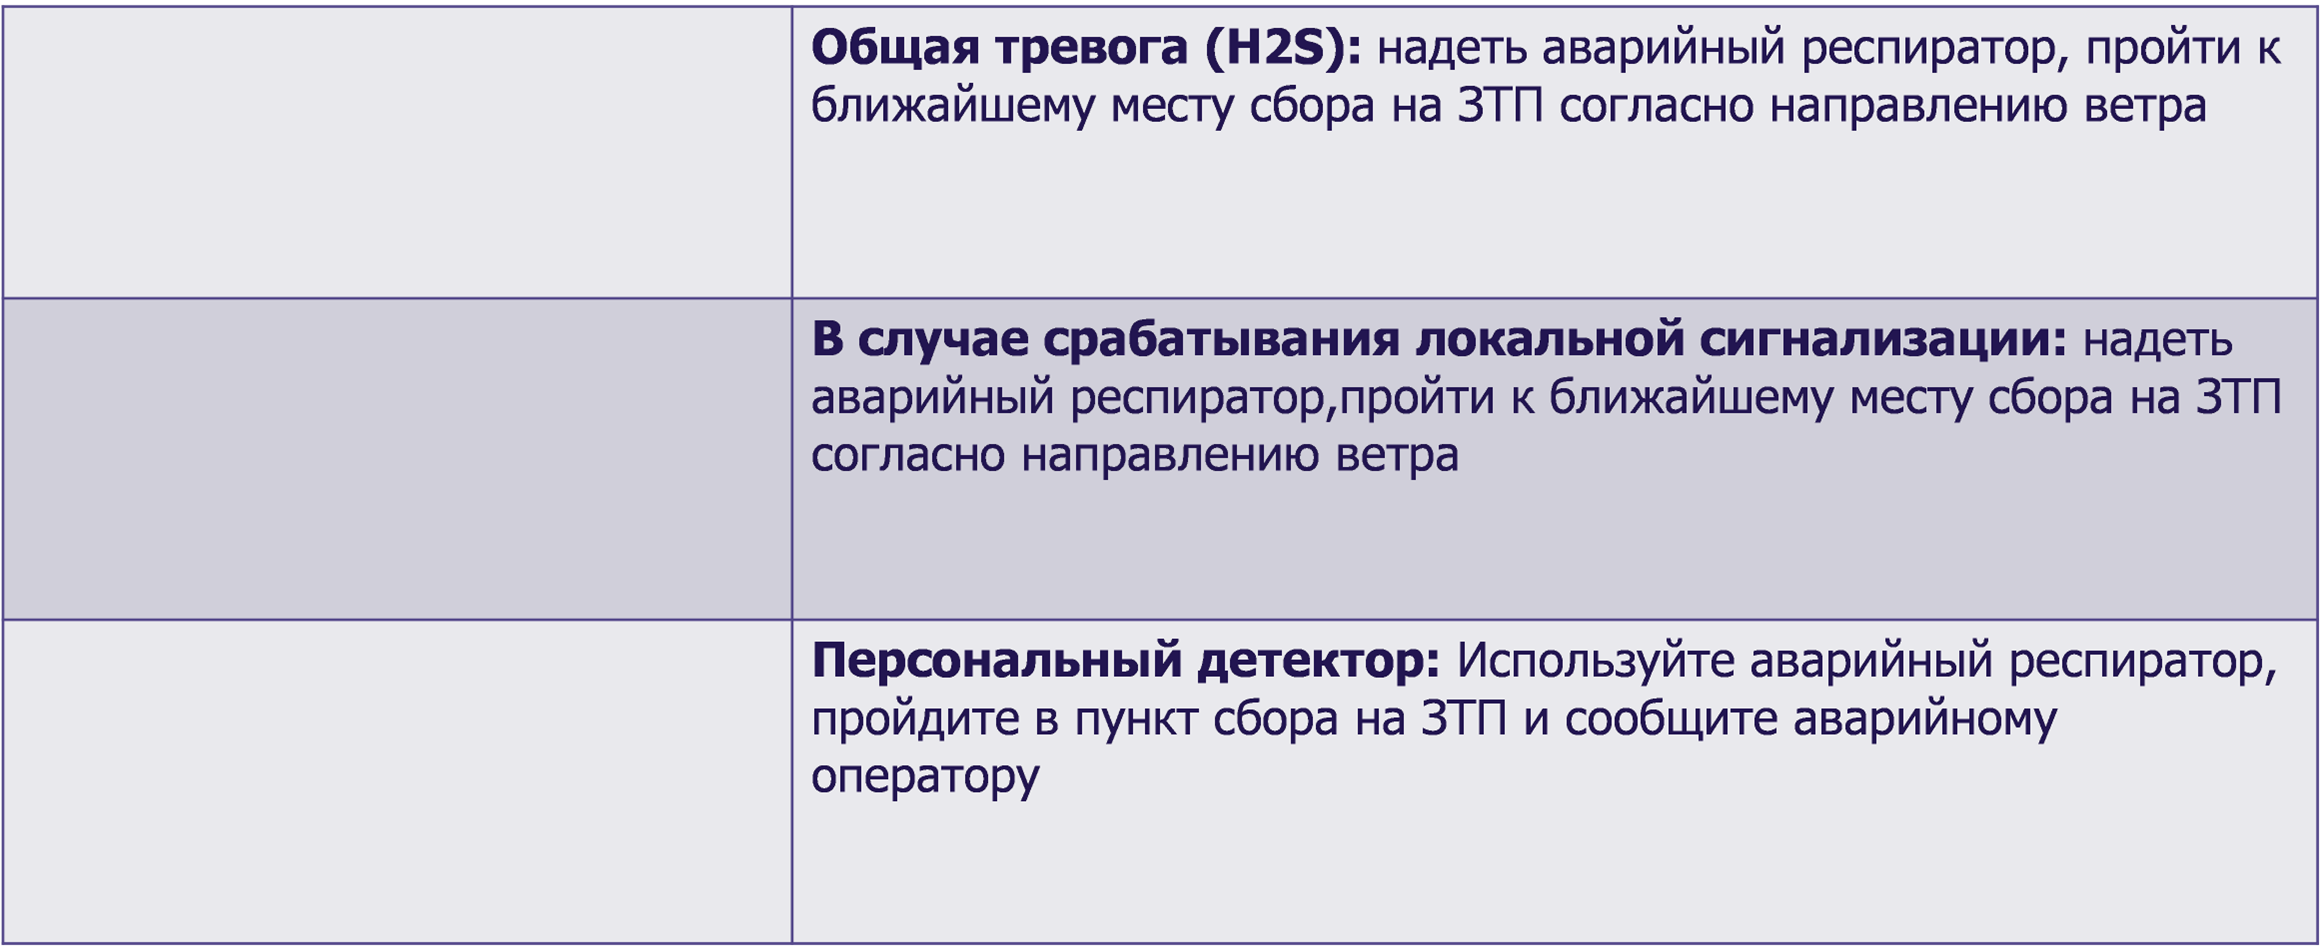 Общая тревога (H2S): надеть аварийный респиратор, пройти к
ближайшему месту сбора на ЗТП согласно направлению ветра
В случае срабатывания локальной сигнализации: надеть
аварийный респиратор,пройти к ближайшему месту сбора на ЗТП
согласно направлению ветра
Персональный детектор: Используйте аварийный респиратор,
пройдите в пункт сбора на ЗТП и сообщите аварийному
оператору